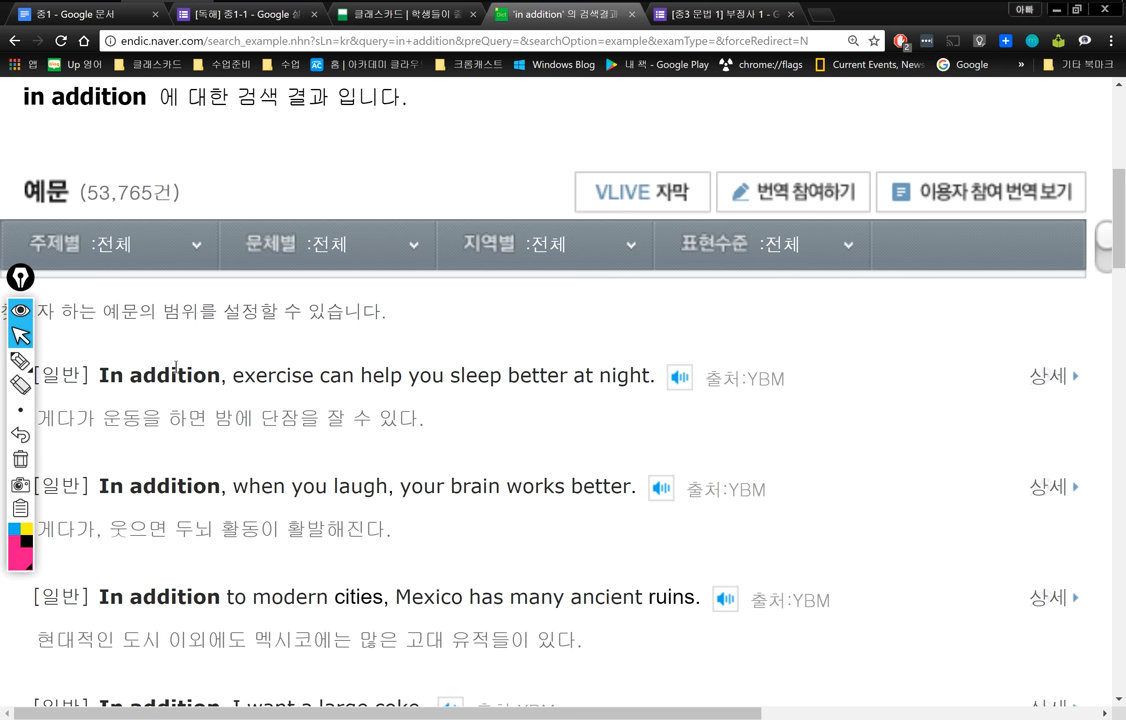 중1 - Google 문서
[독해] 중1-1 - Google 설
클래스카드 | 학생들이 좋
'in addition' 의 검색결과
[중3 문법 1] 부정사 1 - G
아빠
endic.naver.com/search_example.nhn?sLn=kr&query=in+addition&preQuery=&searchOption=example&examType=&forceRedirect=N
앱 Up 영어 클래스카드 수업준비 수업 홈 | 아카데미 클라우 크롬캐스트 Windows Blog 내 책 - Google Play chrome://flags Current Events, News Google » 기타 북마크
in addition 에 대한 검색 결과 입니다.
예문 (53,765건)
VLIVE 자막 번역 참여하기 이용자 참여 번역 보기
주제별 :전체 문체별 :전체 지역별 :전체 표현수준 :전체
자 하는 예문의 범위를 설정할 수 있습니다.
[일반] In addition, exercise can help you sleep better at night. 출처:YBM 상세
게다가 운동을 하면 밤에 단잠을 잘 수 있다.
[일반] In addition, when you laugh, your brain works better. 출처:YBM 상세
게다가, 웃으면 두뇌 활동이 활발해진다.
[일반] In addition to modern cities, Mexico has many ancient ruins. 출처:YBM 상세
현대적인 도시 이외에도 멕시코에는 많은 고대 유적들이 있다.
In addition, I want a large coke.